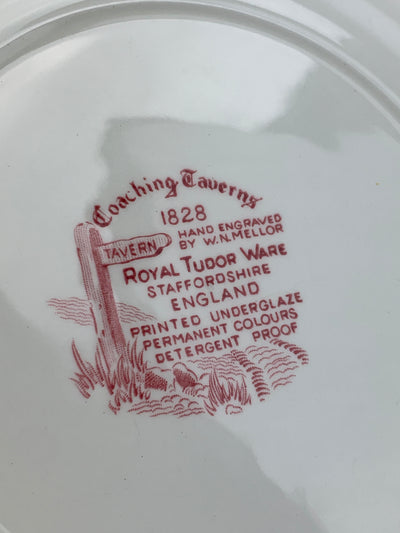 Coaching Taverns
1828
HAND ENGRAVED
BY W.N. MELLOR
TAVERN
ROYAL TUDOR WARE
STAFFORDSHIRE
ENGLAND
PRINTED UNDERGLAZE
PERMANENT COLOURS
DETERGENT PROOF